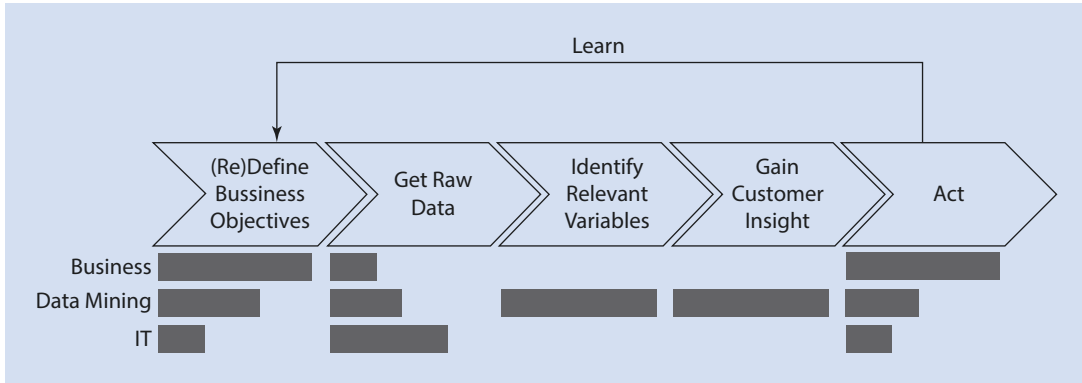 Learn
(Re)Define
Bussiness
Objectives
Get Raw
Data
Identify
Relevant
Variables
Gain
Customer
Insight
Act
Business
Data Mining
IT